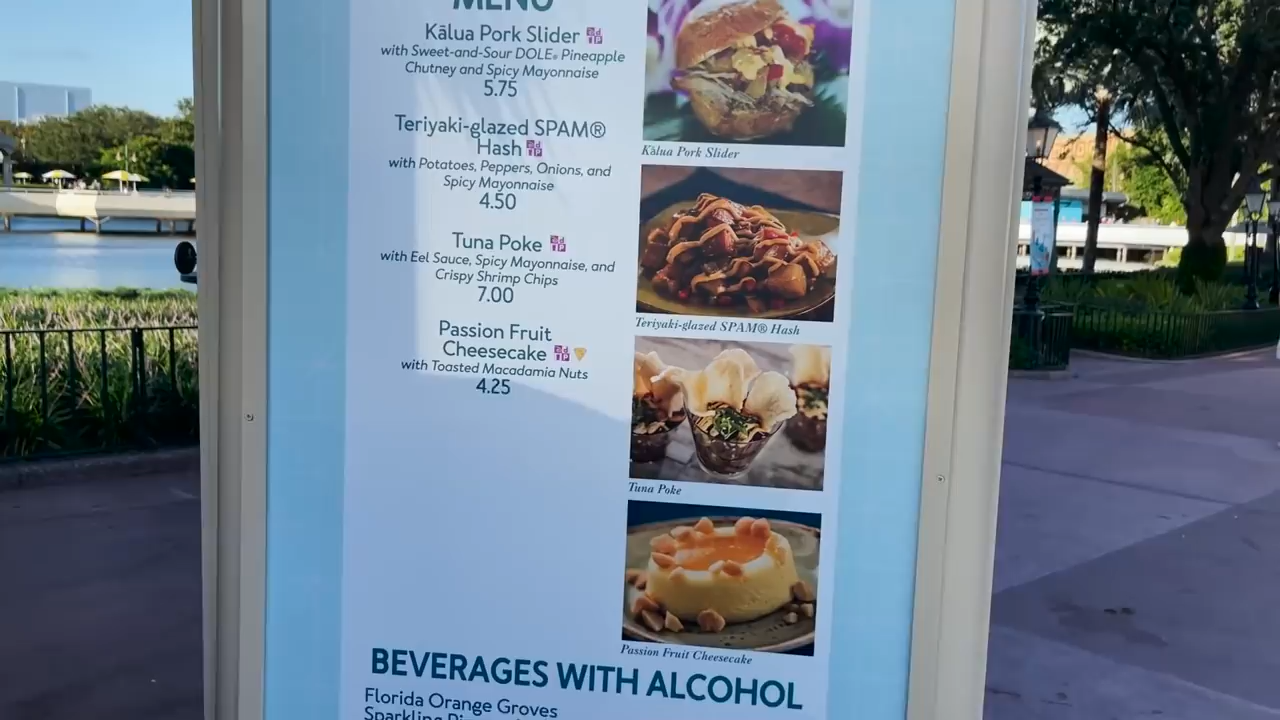 MENU
Kālua Pork Slider
with Sweet-and-Sour DOLE® Pineapple
Chutney and Spicy Mayonnaise
5.75
Teriyaki-glazed SPAM®
Hash
with Potatoes, Peppers, Onions, and
Spicy Mayonnaise
4.50
Tuna Poke
with Eel Sauce, Spicy Mayonnaise, and
Crispy Shrimp Chips
7.00
Passion Fruit
Cheesecake
with Toasted Macadamia Nuts
4.25
Kālua Pork Slider
Teriyaki-glazed SPAM® Hash
Tuna Poke
Passion Fruit Cheesecake
BEVERAGES WITH ALCOHOL
Florida Orange Groves
Sparkling